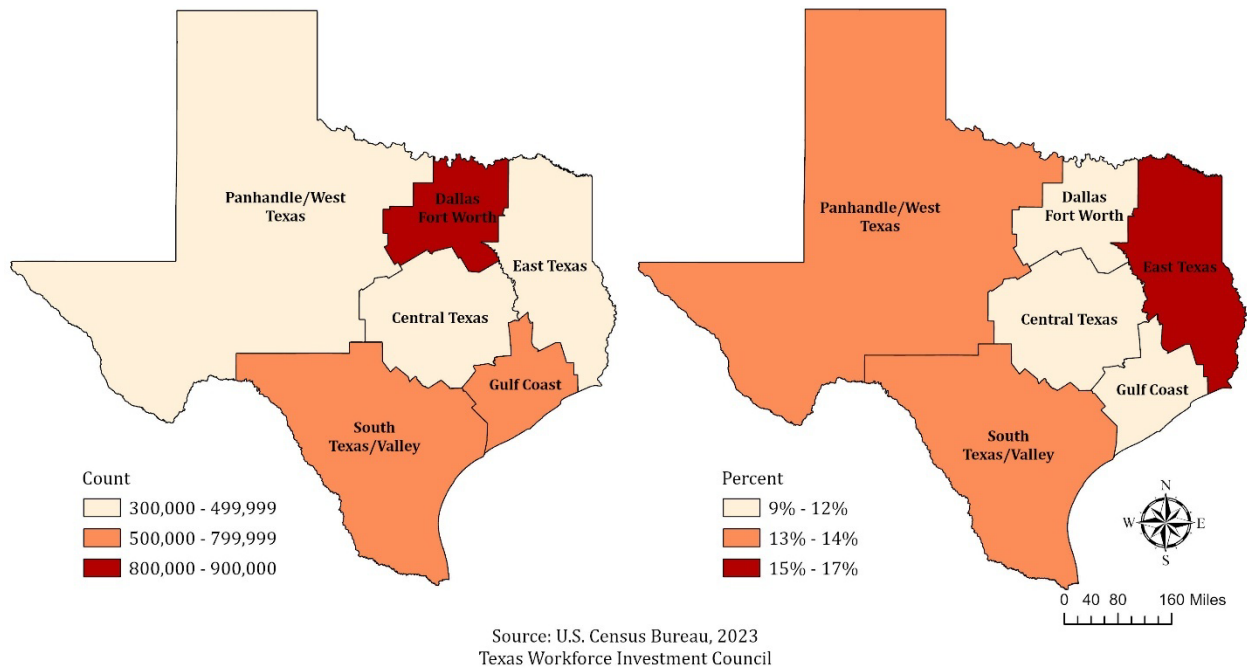 Panhandle/West
Texas
Dallas
Fort Worth
East Texas
Central Texas
Gulf Coast
South
Texas/Valley
Count
300,000 - 499,999
500,000 - 799,999
800,000 - 900,000
Panhandle/West
Texas
Dallas
Fort Worth
East Texas
Central Texas
Gulf Coast
South
Texas/Valley
Percent
9% - 12%
13% - 14%
15% - 17%
N
W E
S
0 40 80 160 Miles
Source: U.S. Census Bureau, 2023
Texas Workforce Investment Council